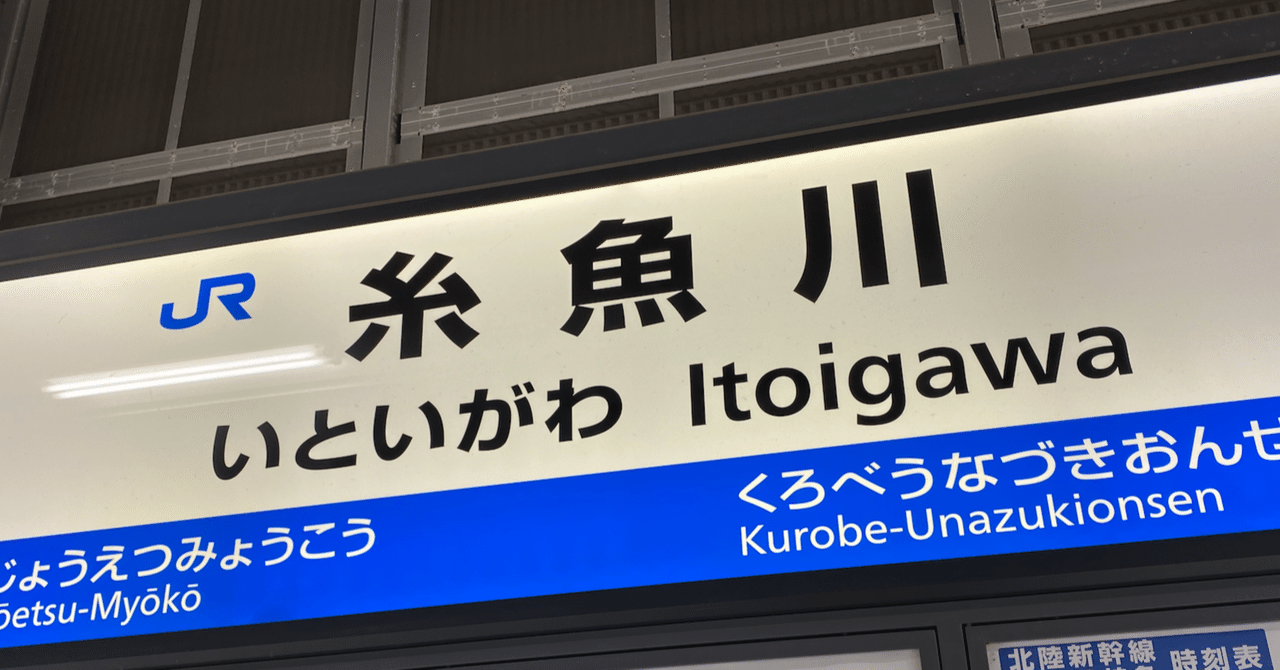 JR 糸魚川
いといがわ Itoigawa
じょうえつみょうこう
ōetsu-Myōkō
くろべうなづきおんせ
Kurobe-Unazukionsen
北陸新幹線 時刻表